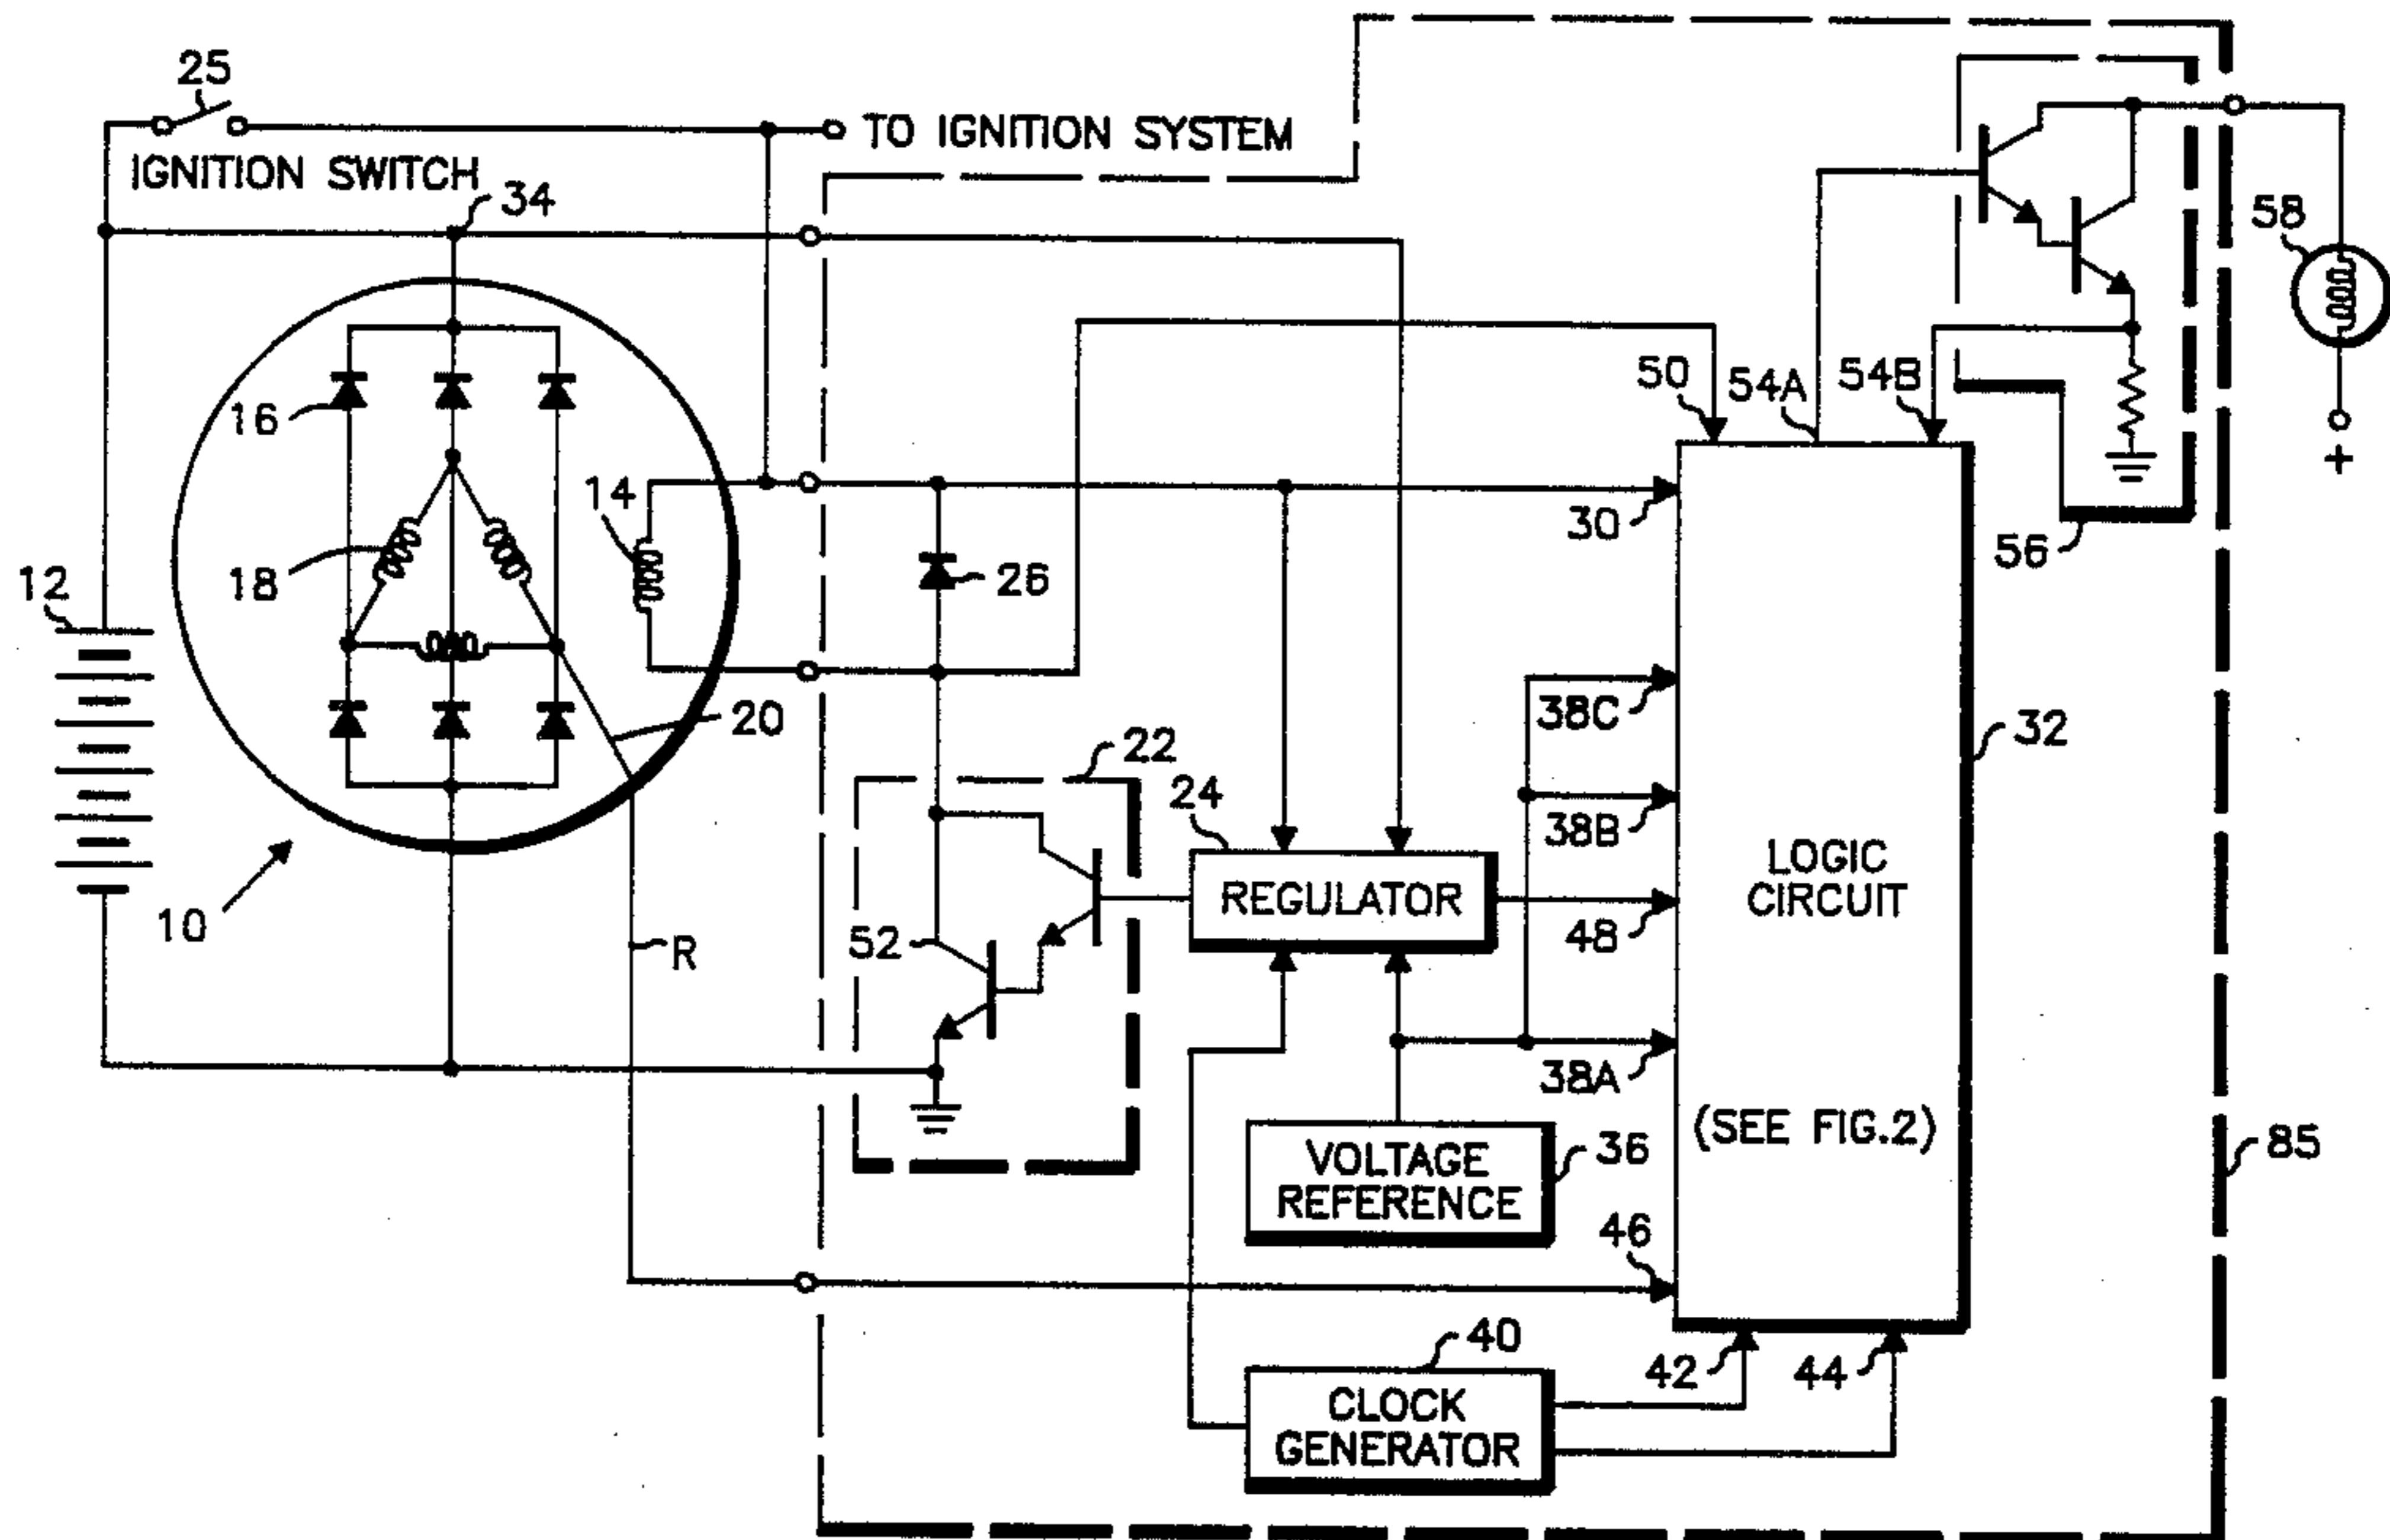 25
TO IGNITION SYSTEM
IGNITION SWITCH
34
58
50
54A
54B
16
14
30
+
56
18
26
12
38C
20
32
22
24
38B
LOGIC
CIRCUIT
REGULATOR
10
52
48
R
38A
(SEE FIG.2)
85
VOLTAGE
REFERENCE
36
46
40
42
44
CLOCK
GENERATOR